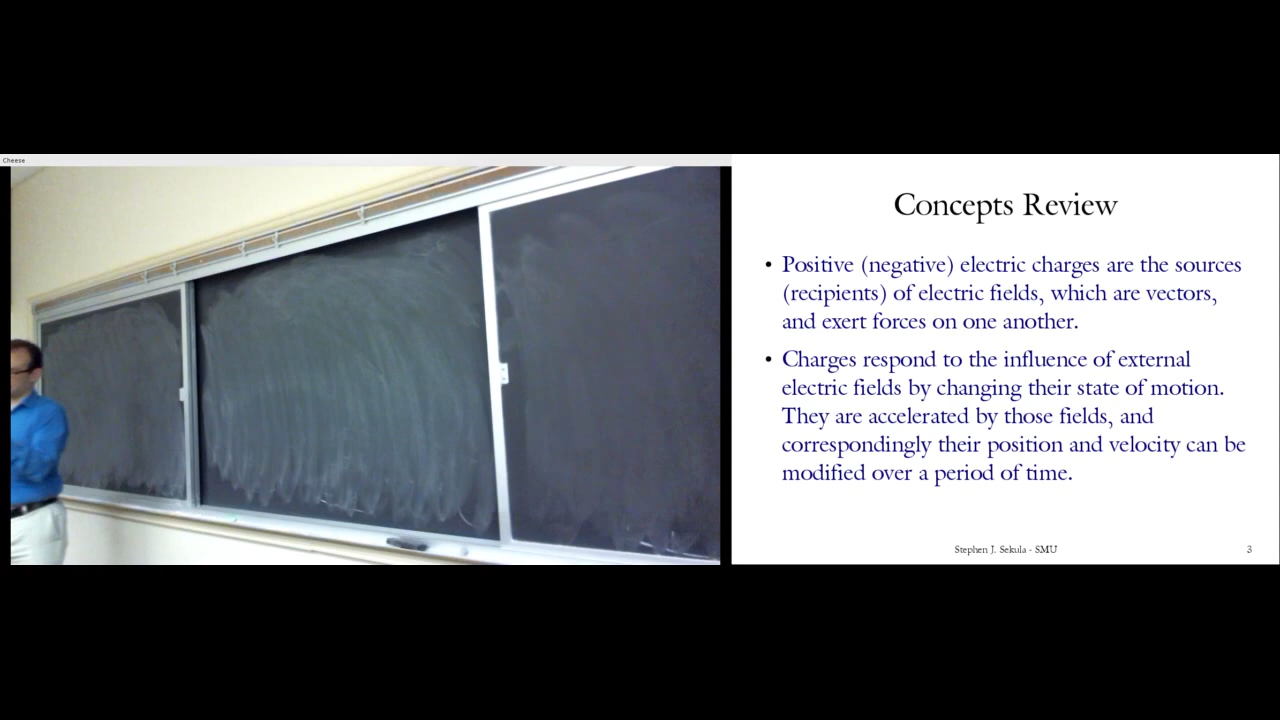 Cheese
Concepts Review
• Positive (negative) electric charges are the sources
(recipients) of electric fields, which are vectors,
and exert forces on one another.
• Charges respond to the influence of external
electric fields by changing their state of motion.
They are accelerated by those fields, and
correspondingly their position and velocity can be
modified over a period of time.
Stephen J. Sekula - SMU
3